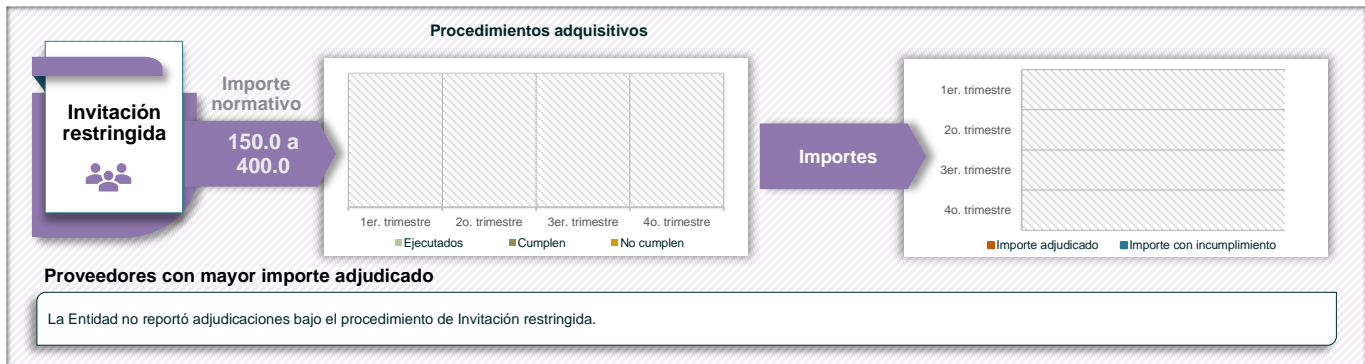 Procedimientos adquisitivos
Invitación
restringida
Importe
normativo
150.0 a
400.0
1er. trimestre 2o. trimestre 3er. trimestre 4o. trimestre
Ejecutados Cumplen No cumplen
Importes
1er. trimestre
2o. trimestre
3er. trimestre
4o. trimestre
Importe adjudicado Importe con incumplimiento
Proveedores con mayor importe adjudicado
La Entidad no reportó adjudicaciones bajo el procedimiento de Invitación restringida.